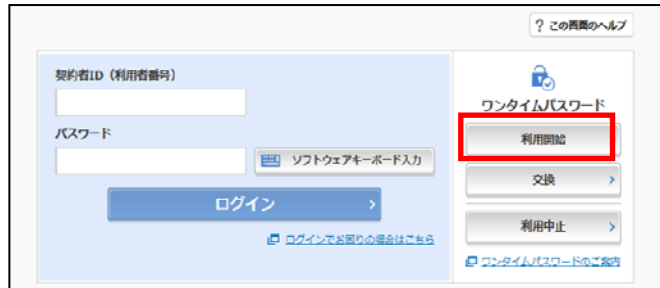 ? この画面のヘルプ
契約者ID（利用者番号）
パスワード
ソフトウェアキーボード入力
ログイン
ログインでお困りの場合はこちら
ワンタイムパスワード
利用開始
交換
利用中止
ワンタイムパスワードのご案内